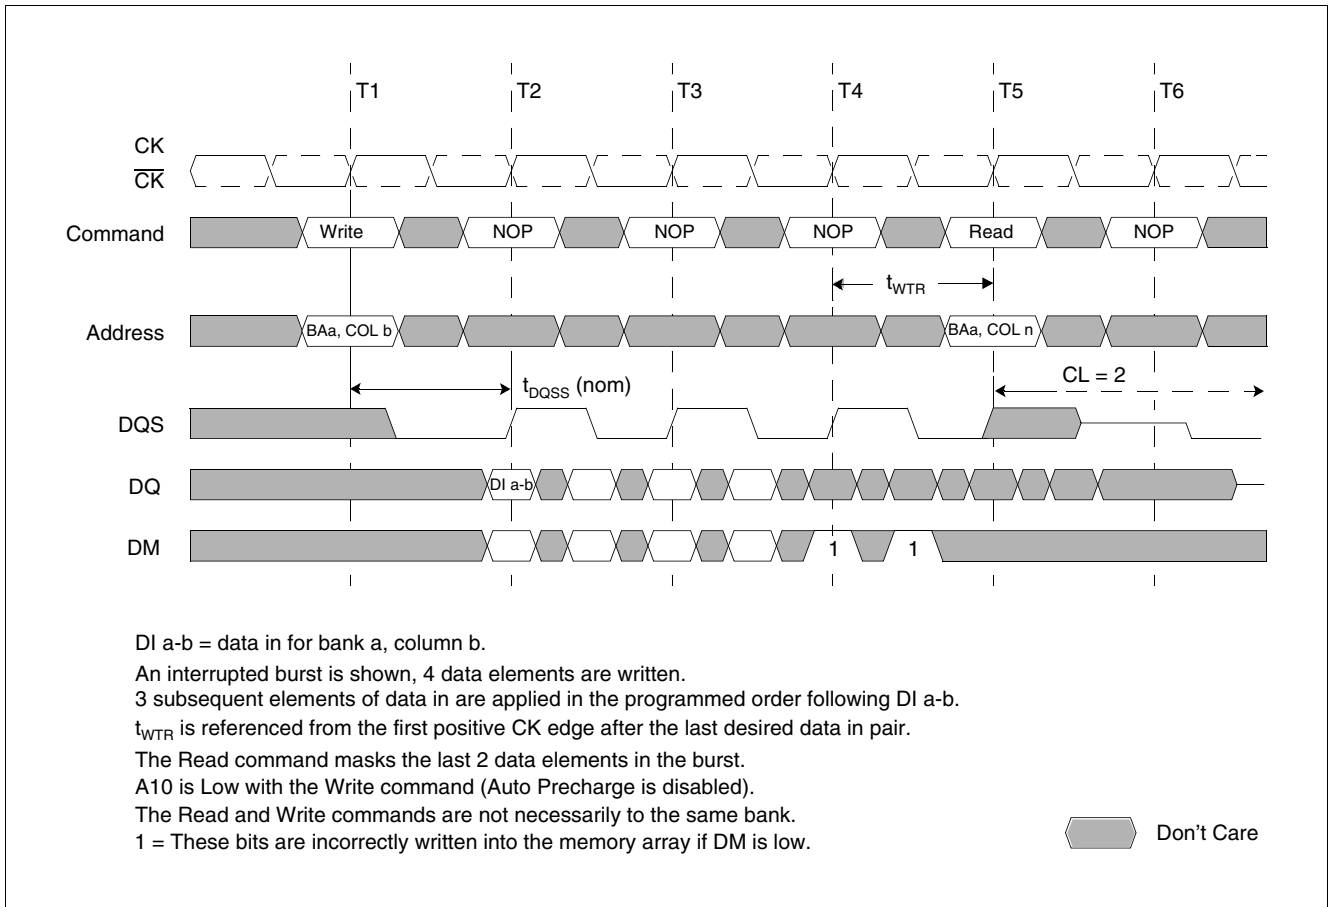 T1 T2 T3 T4 T5 T6
CK
CK
Command Write NOP NOP NOP Read NOP
tWTR
Address BAa, COL b BAa, COL n
tDQSS (nom) CL = 2
DQS
DQ DI a-b
DM 1 1
DI a-b = data in for bank a, column b.
An interrupted burst is shown, 4 data elements are written.
3 subsequent elements of data in are applied in the programmed order following DI a-b.
tWTR is referenced from the first positive CK edge after the last desired data in pair.
The Read command masks the last 2 data elements in the burst.
A10 is Low with the Write command (Auto Precharge is disabled).
The Read and Write commands are not necessarily to the same bank.
1 = These bits are incorrectly written into the memory array if DM is low.
Don't Care